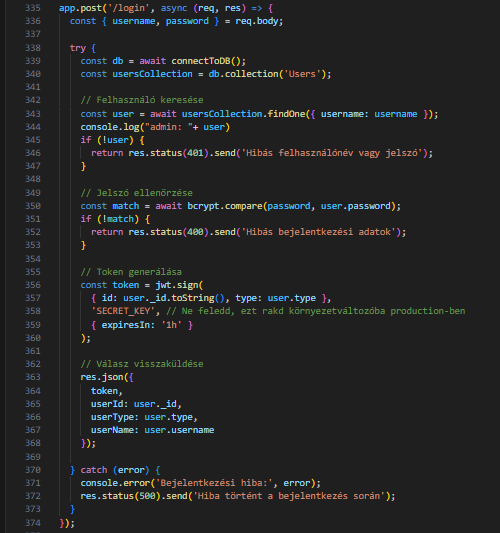 335 app.post('/login', async (req, res) => {
336   const { username, password } = req.body;
337
338   try {
339     const db = await connectToDB();
340     const usersCollection = db.collection('Users');
341
342     // Felhasználó keresése
343     const user = await usersCollection.findOne({ username: username });
344     console.log("admin: "+ user)
345     if (!user) {
346       return res.status(401).send('Hibás felhasználónév vagy jelszó');
347     }
348
349     // Jelszó ellenőrzése
350     const match = await bcrypt.compare(password, user.password);
351     if (!match) {
352       return res.status(400).send('Hibás bejelentkezési adatok');
353     }
354
355     // Token generálása
356     const token = jwt.sign(
357       { id: user._id.toString(), type: user.type },
358       'SECRET_KEY', // Ne feledd, ezt rakd környezetváltozóba production-ben
359       { expiresIn: '1h' }
360     );
361
362     // Válasz visszaküldése
363     res.json({
364       token,
365       userId: user._id,
366       userType: user.type,
367       userName: user.username
368     });
369
370   } catch (error) {
371     console.error('Bejelentkezési hiba:', error);
372     res.status(500).send('Hiba történt a bejelentkezés során');
373   }
374 });